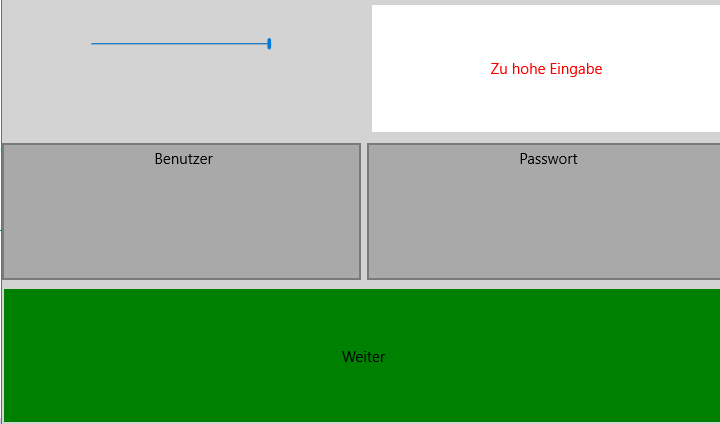 Zu hohe Eingabe
Benutzer
Passwort
Weiter